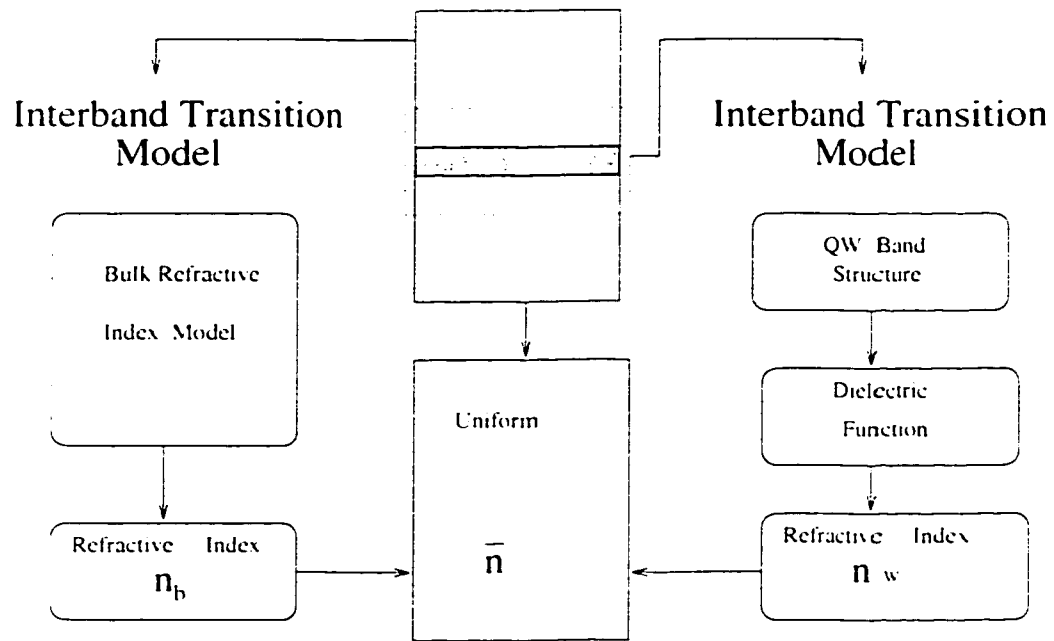 Interband Transition
Model
Bulk Refractive
Index Model
Refractive Index
n_b
Uniform
n̅
Interband Transition
Model
QW Band
Structure
Dielectric
Function
Refractive Index
n_w